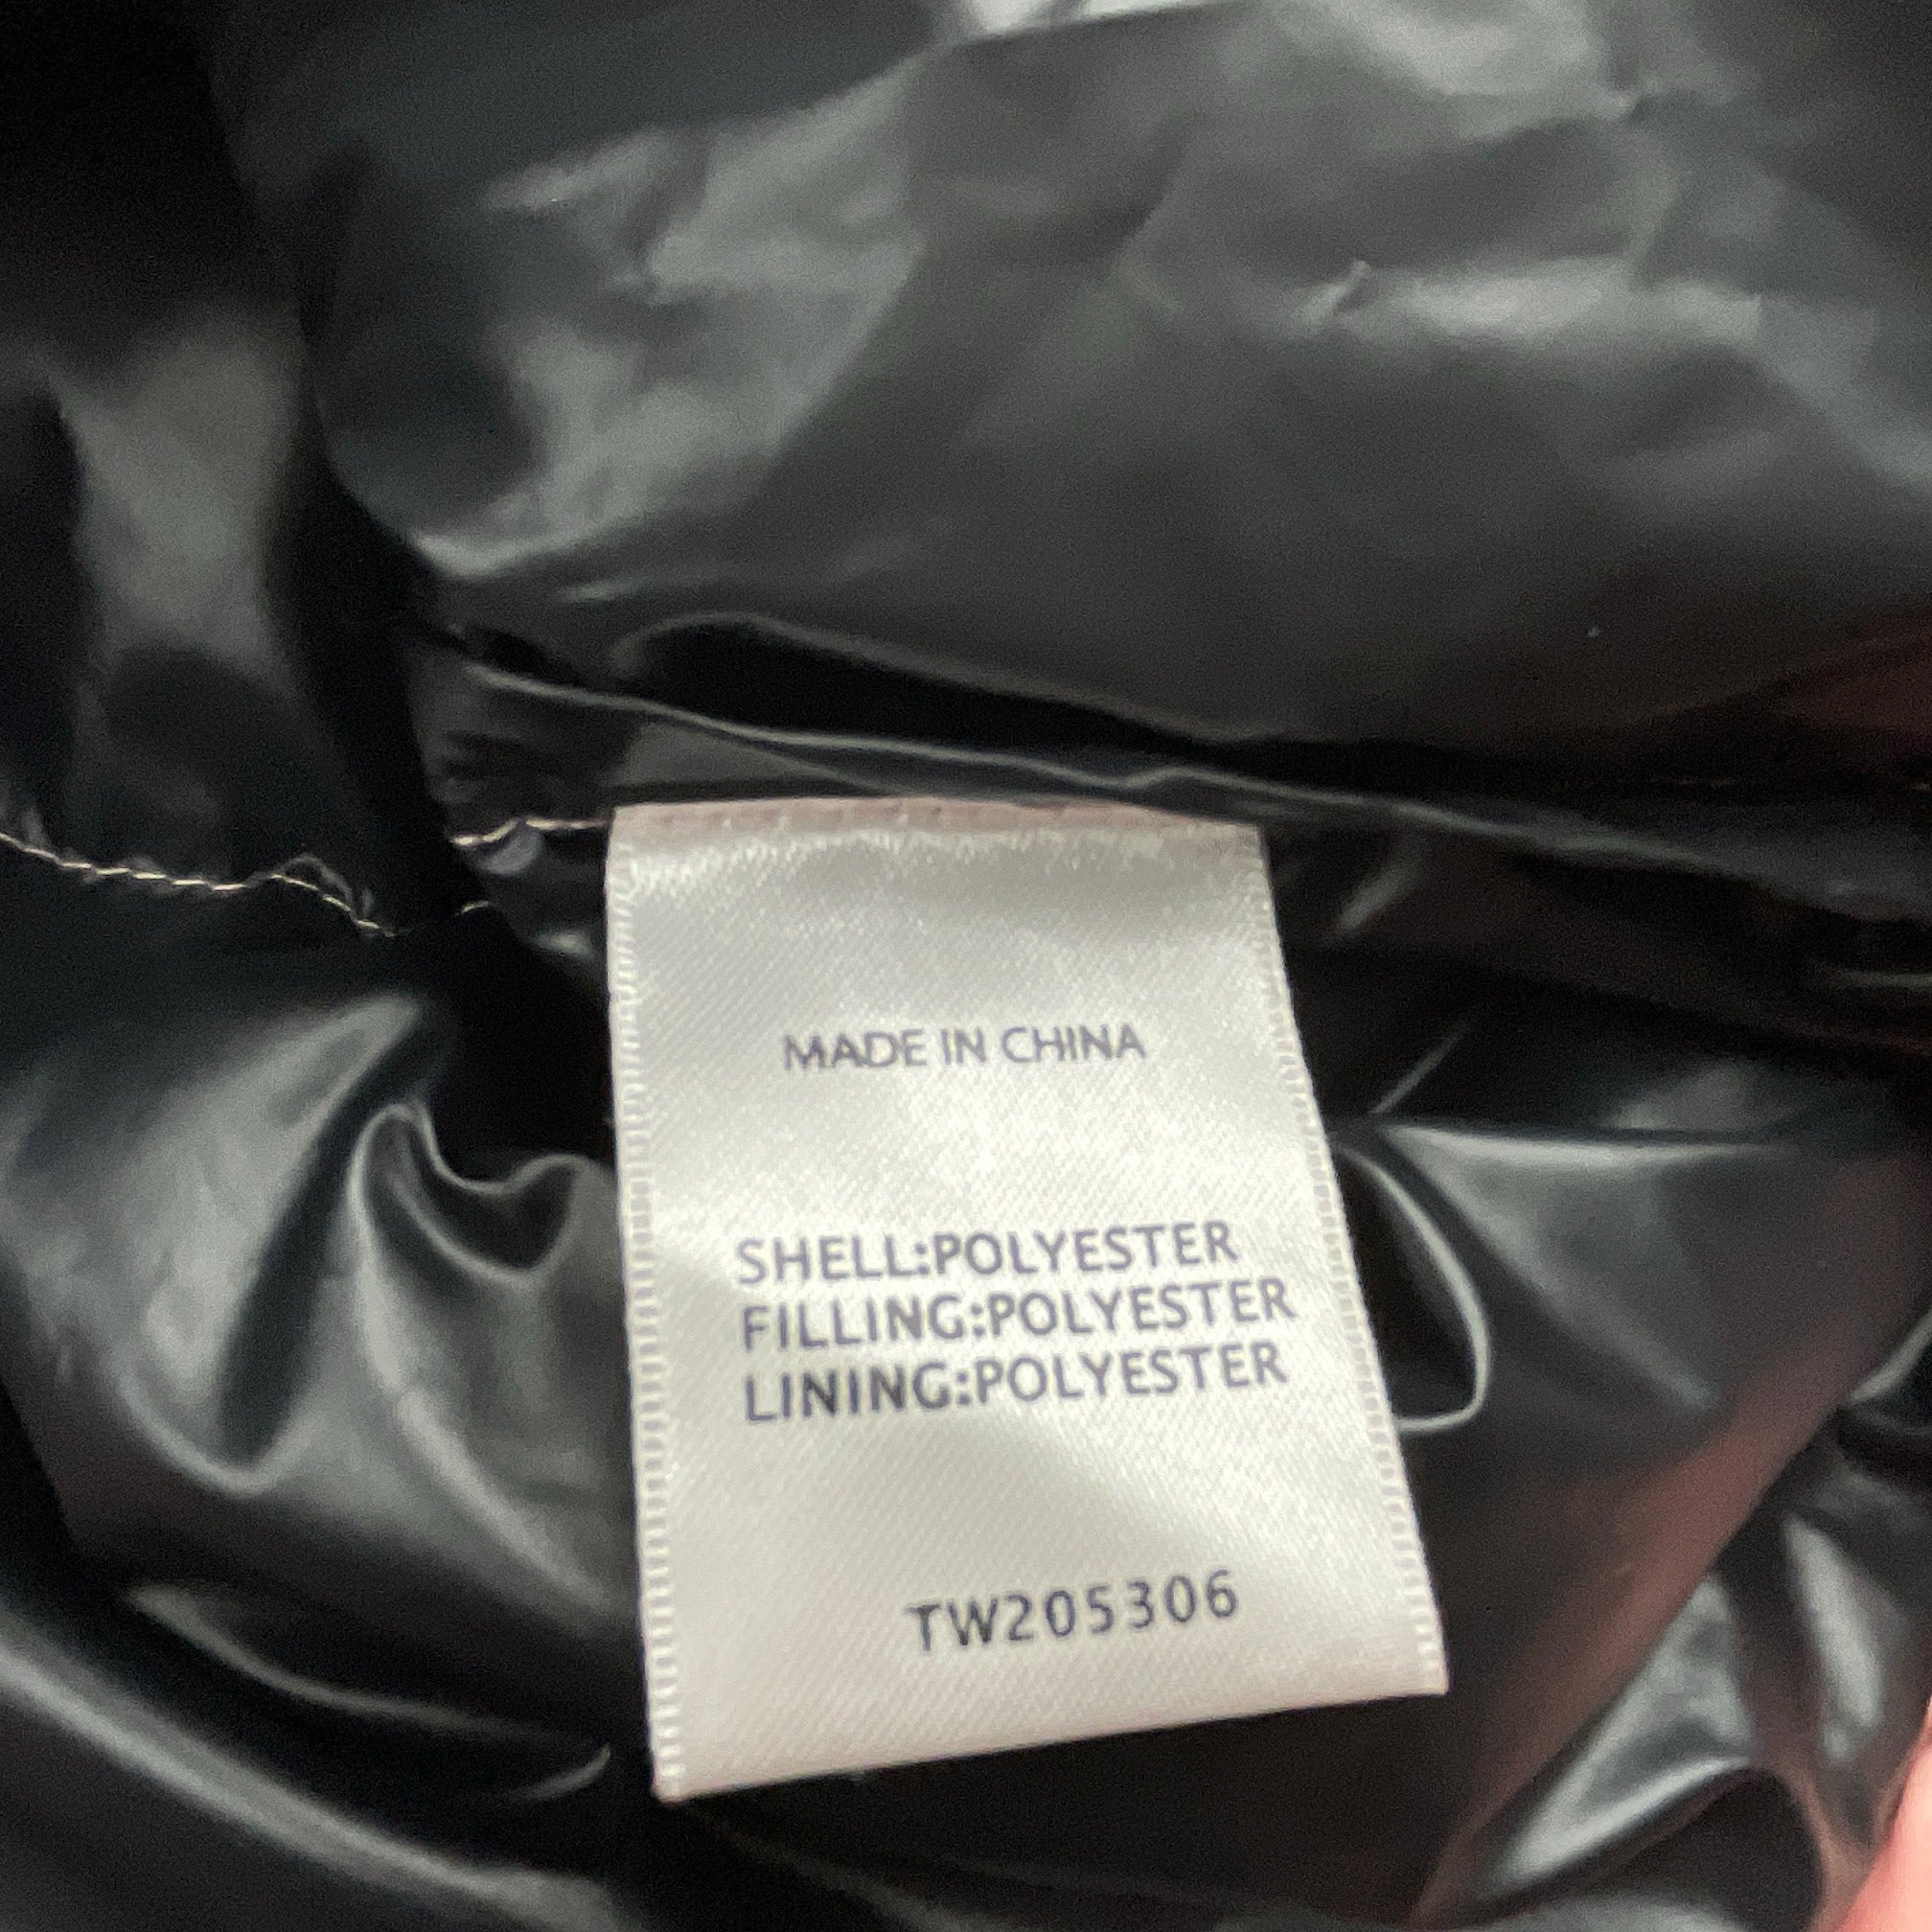 MADE IN CHINA
SHELL:POLYESTER
FILLING:POLYESTER
LINING:POLYESTER
TW205306